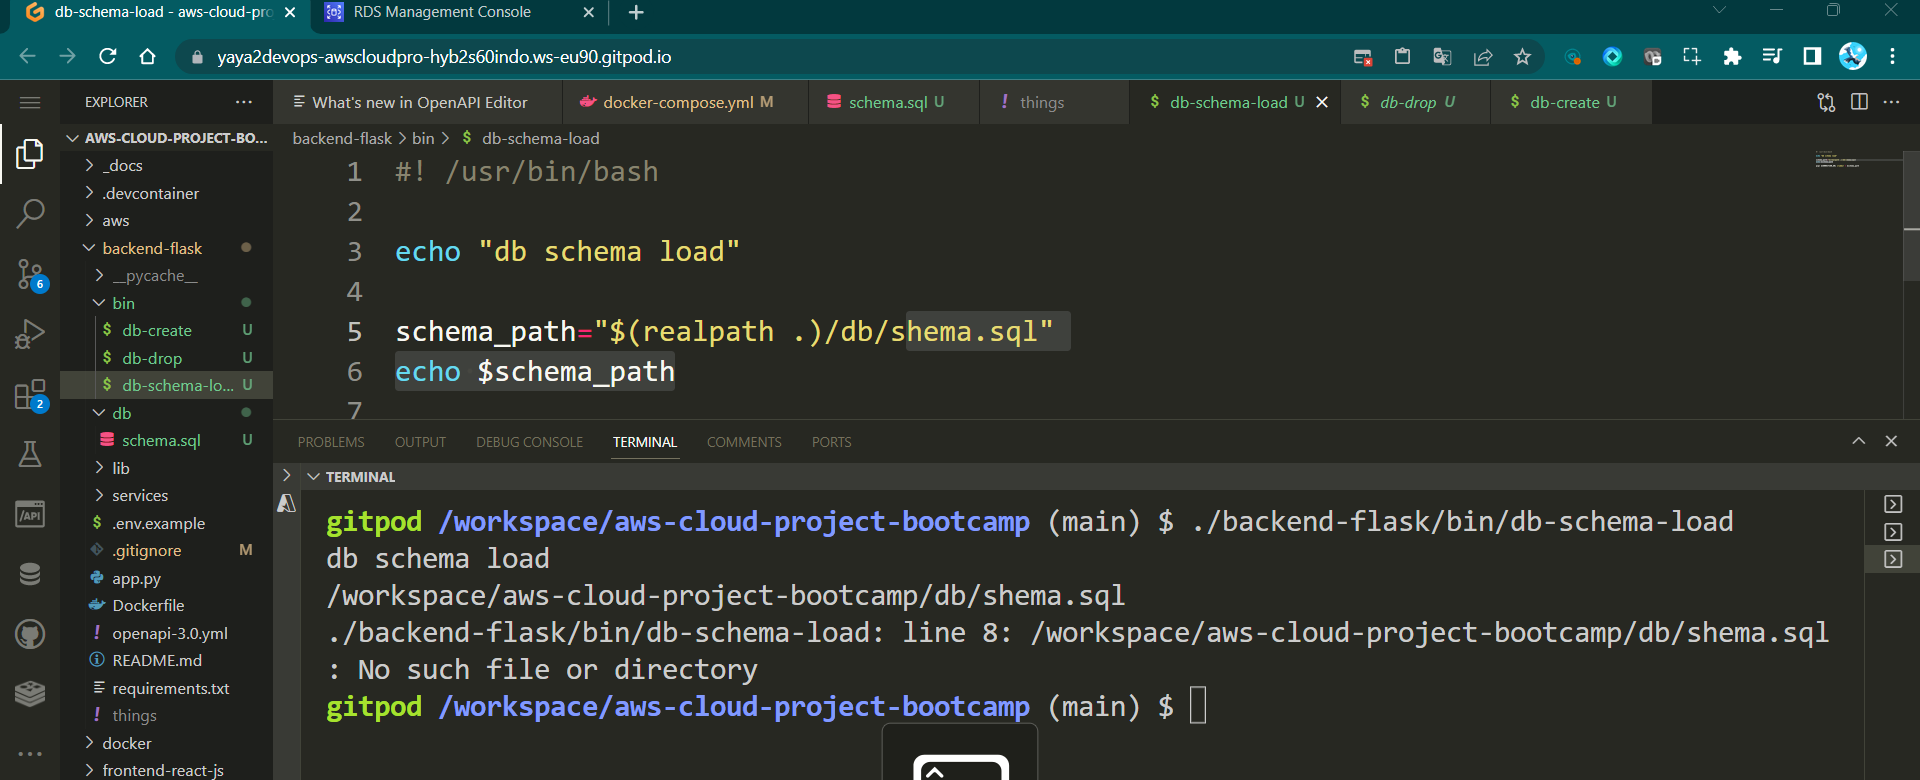 db-schema-load - aws-cloud-pro
RDS Management Console
yaya2devops-awscloudpro-hyb2s60indo.ws-eu90.gitpod.io
EXPLORER
What's new in OpenAPI Editor
docker-compose.yml M
schema.sql U
! things
$ db-schema-load U
$ db-drop U
$ db-create U
AWS-CLOUD-PROJECT-BO...
backend-flask > bin > $ db-schema-load
_docs
.devcontainer
aws
backend-flask
__pycache__
bin
$ db-create U
$ db-drop U
$ db-schema-lo... U
db
schema.sql U
lib
services
$ .env.example
.gitignore M
app.py
Dockerfile
! openapi-3.0.yml
README.md
requirements.txt
! things
docker
frontend-react-js
6
2
/API
1 #! /usr/bin/bash
2
3 echo "db schema load"
4
5 schema_path="$(realpath .)/db/shema.sql"
6 echo $schema_path
7
PROBLEMS OUTPUT DEBUG CONSOLE TERMINAL COMMENTS PORTS
TERMINAL
gitpod /workspace/aws-cloud-project-bootcamp (main) $ ./backend-flask/bin/db-schema-load
db schema load
/workspace/aws-cloud-project-bootcamp/db/shema.sql
./backend-flask/bin/db-schema-load: line 8: /workspace/aws-cloud-project-bootcamp/db/shema.sql
: No such file or directory
gitpod /workspace/aws-cloud-project-bootcamp (main) $